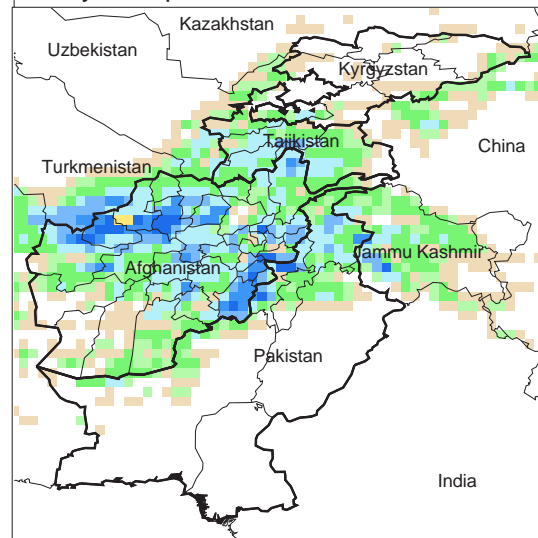 Kazakhstan
Uzbekistan
Kyrgyzstan
Tajikistan
China
Turkmenistan
Jammu Kashmir
Afghanistan
Pakistan
India